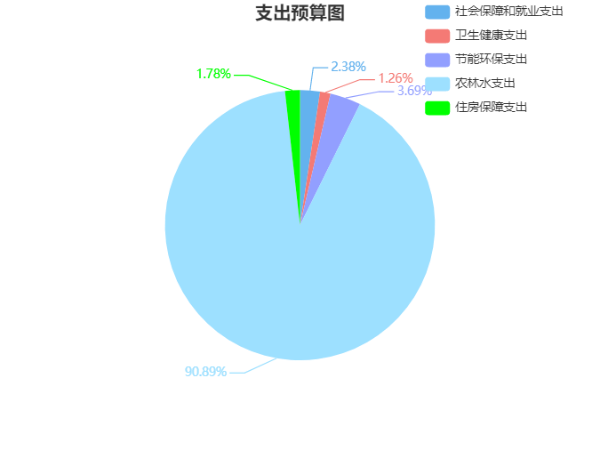 支出预算图
社会保障和就业支出
卫生健康支出
节能环保支出
农林水支出
住房保障支出
1.78%
2.38%
1.26%
3.69%
90.89%